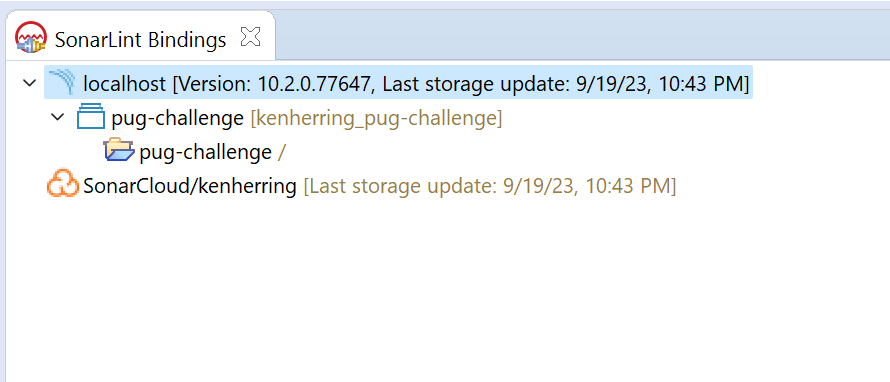 SonarLint Bindings
localhost [Version: 10.2.0.77647, Last storage update: 9/19/23, 10:43 PM]
pug-challenge [kenherring_pug-challenge]
pug-challenge /
SonarCloud/kenherring [Last storage update: 9/19/23, 10:43 PM]